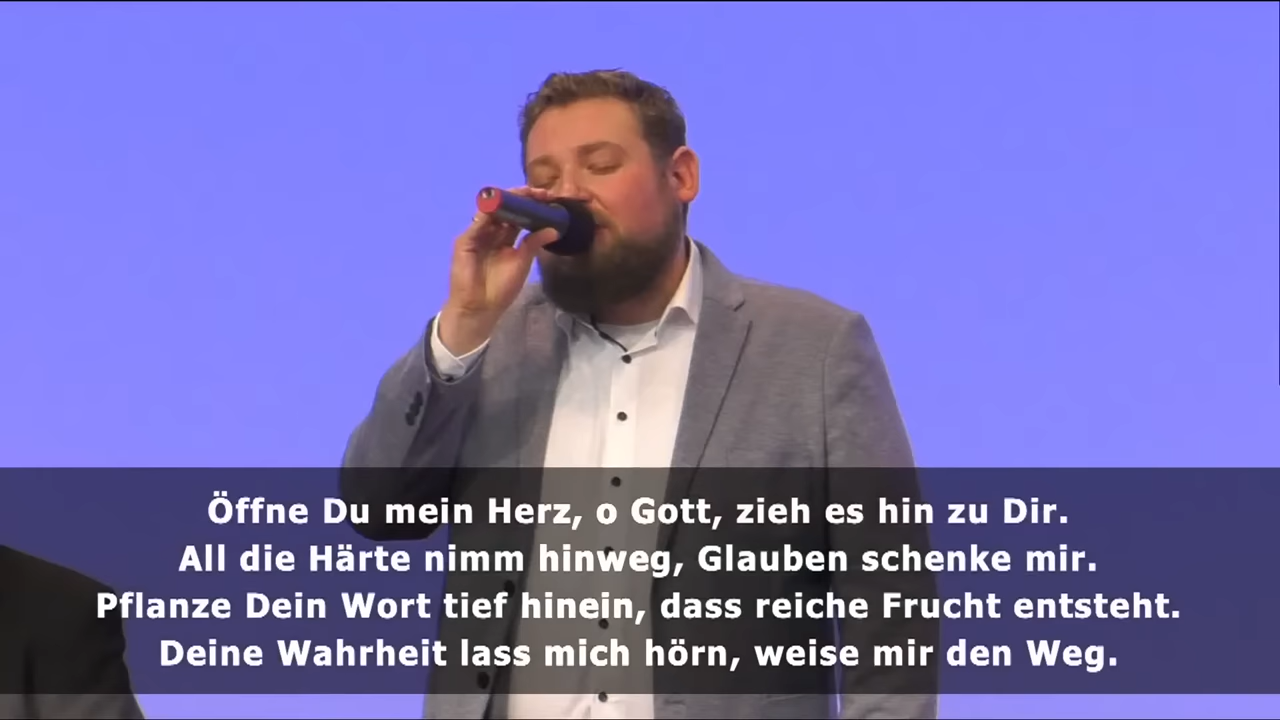 Öffne Du mein Herz, o Gott, zieh es hin zu Dir.
All die Härte nimm hinweg, Glauben schenke mir.
Pflanze Dein Wort tief hinein, dass reiche Frucht entsteht.
Deine Wahrheit lass mich hörn, weise mir den Weg.